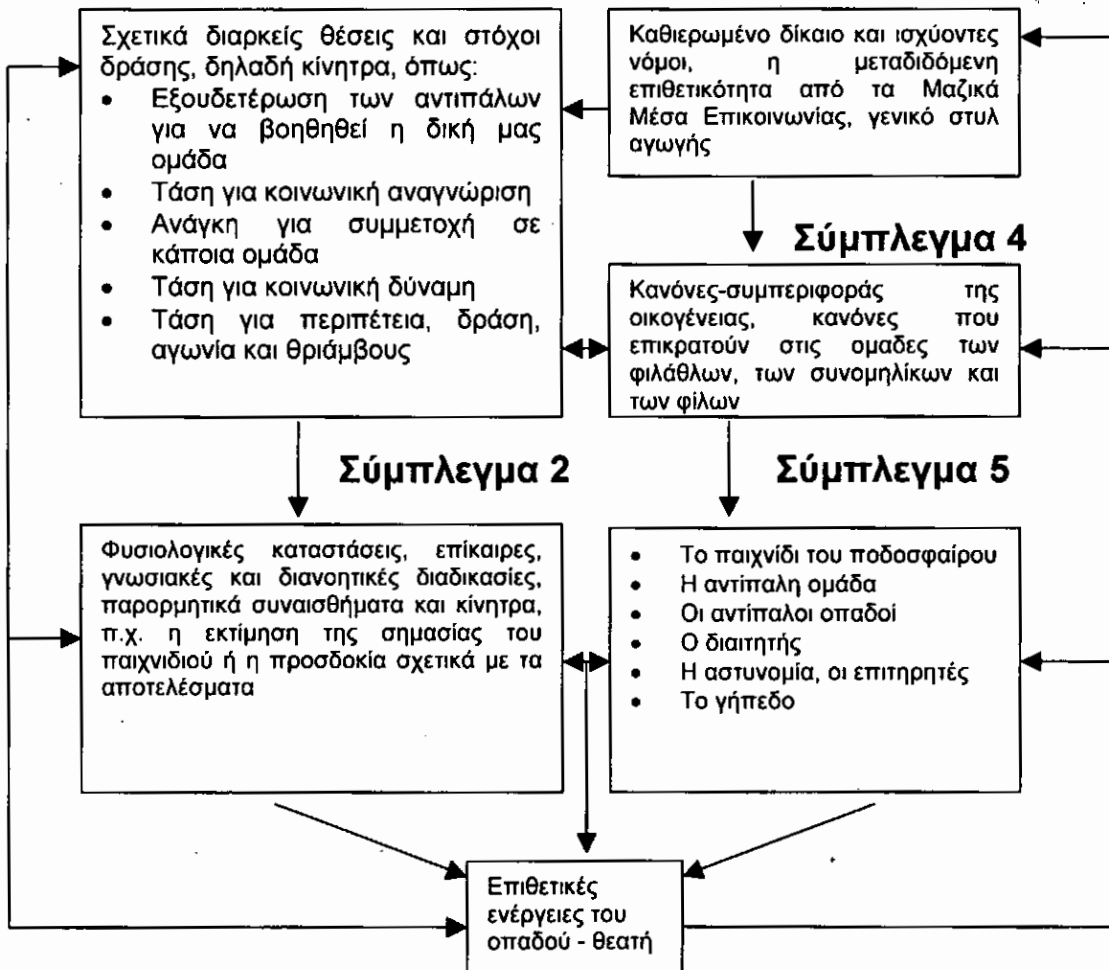 Σχετικά διαρκείς θέσεις και στόχοι
δράσης, δηλαδή κίνητρα, όπως:
• Εξουδετέρωση των αντιπάλων
για να βοηθηθεί η δική μας
ομάδα
• Τάση για κοινωνική αναγνώριση
• Ανάγκη για συμμετοχή σε
κάποια ομάδα
• Τάση για κοινωνική δύναμη
• Τάση για περιπέτεια, δράση,
αγωνία και θριάμβους
Καθιερωμένο δίκαιο και ισχύοντες
νόμοι, η μεταδιδόμενη
επιθετικότητα από τα Μαζικά
Μέσα Επικοινωνίας, γενικό στυλ
αγωγής
Σύμπλεγμα 4
Κανόνες-συμπεριφοράς της
οικογένειας, κανόνες που
επικρατούν στις ομαδες των
φιλάθλων, των συνομηλίκων και
των φίλων
Σύμπλεγμα 2
Σύμπλεγμα 5
Φυσιολογικές καταστάσεις, επίκαιρες,
γνωσιακές και διανοητικές διαδικασίες,
παρορμητικά συναισθήματα και κίνητρα,
π.χ. η εκτίμηση της σημασίας του
παιχνιδιού ή η προσδοκία σχετικά με τα
αποτελέσματα
• Το παιχνίδι του ποδοσφαίρου
• Η αντίπαλη ομάδα
• Οι αντίπαλοι οπαδοί
• Ο διαιτητής
• Η αστυνομία, οι επιτηρητές
• Το γήπεδο
Επιθετικές
ενέργειες του
οπαδού - θεατή